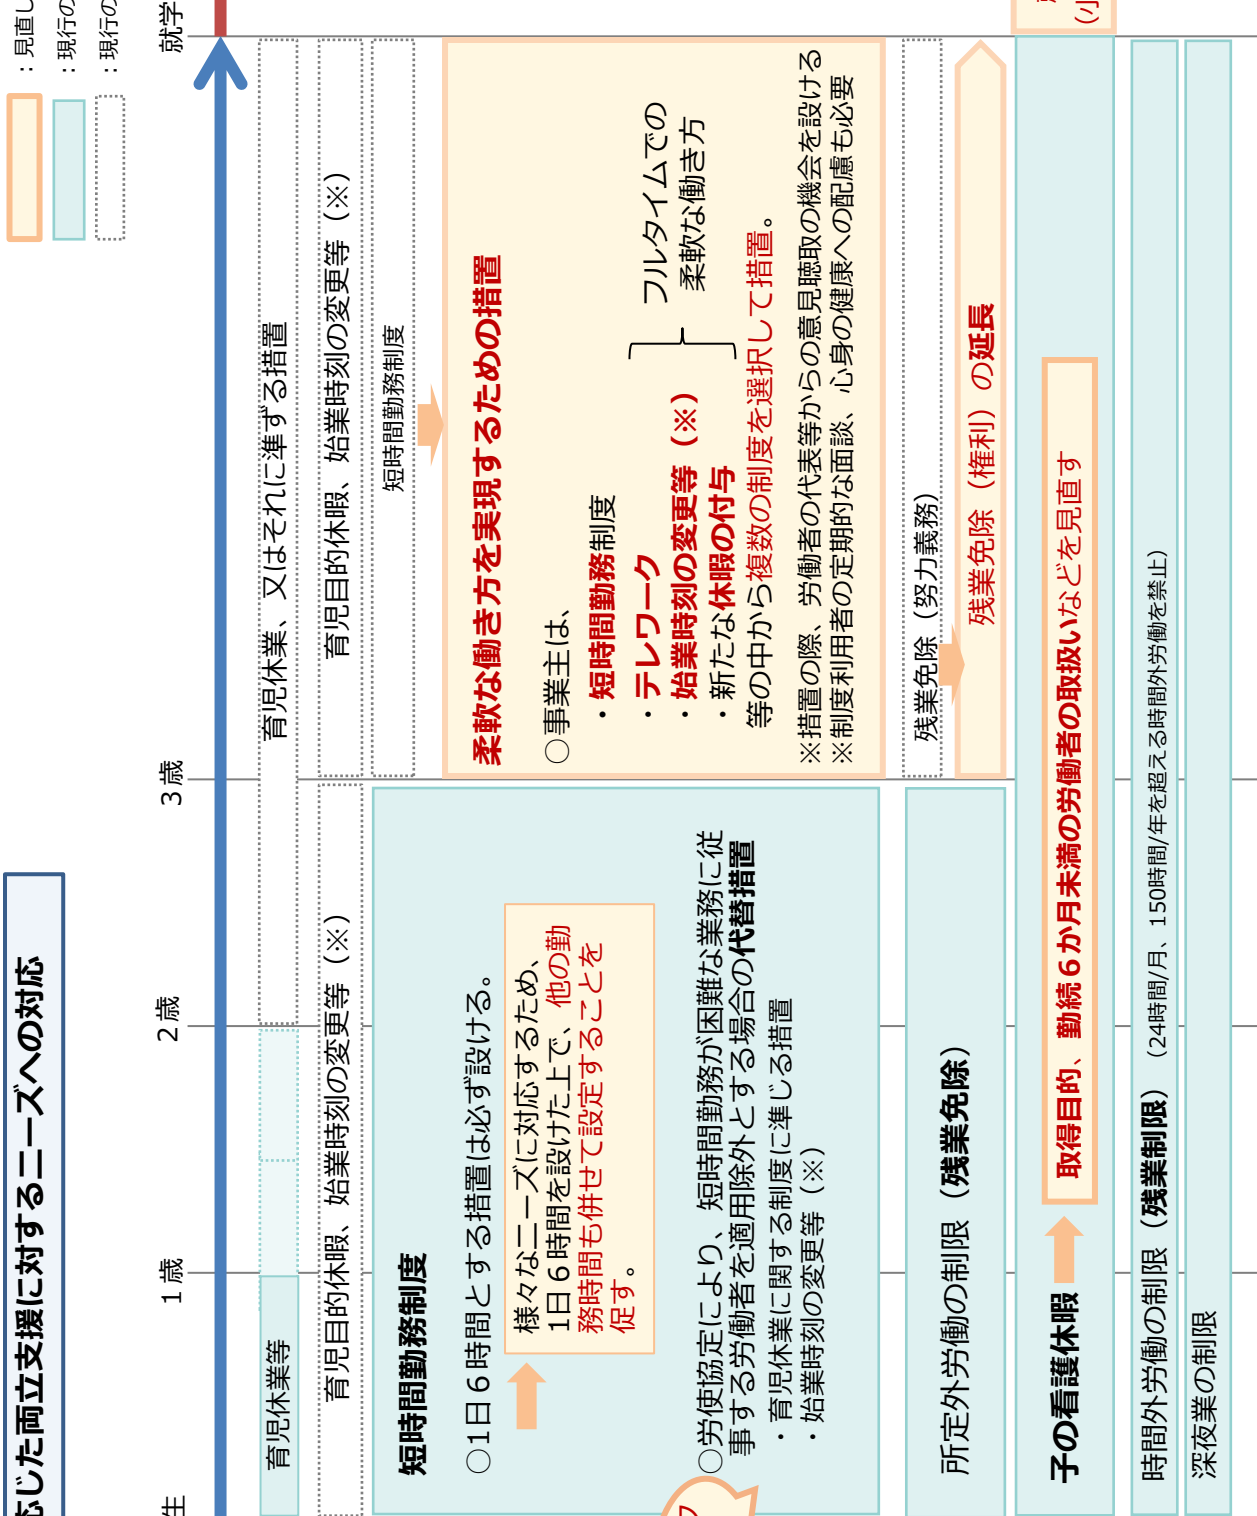 応じた両立支援に対するニーズへの対応
：見直し
：現行の
：現行の
生
１歳
２歳
３歳
就学
育児休業等
育児休業、又はそれに準ずる措置
育児目的休暇、始業時刻の変更等（※）
育児目的休暇、始業時刻の変更等（※）
短時間勤務制度
短時間勤務制度
○1日６時間とする措置は必ず設ける。
様々なニーズに対応するため、
1日６時間を設けた上で、他の勤
務時間も併せて設定することを
促す。
○労使協定により、短時間勤務が困難な業務に従
事する労働者を適用除外とする場合の代替措置
・育児休業に関する制度に準じる措置
・始業時刻の変更等（※）
柔軟な働き方を実現するための措置
○事業主は、
・短時間勤務制度
・テレワーク
・始業時刻の変更等（※）
・新たな休暇の付与
フルタイムでの
柔軟な働き方
等の中から複数の制度を選択して措置。
※措置の際、労働者の代表等からの意見聴取の機会を設ける
※制度利用者の定期的な面談、心身の健康への配慮も必要
所定外労働の制限（残業免除）
残業免除（努力義務）
残業免除（権利）の延長
子の看護休暇
取得目的、勤続６か月未満の労働者の取扱いなどを見直す
（小
時間外労働の制限（残業制限）（24時間/月、150時間/年を超える時間外労働を禁止）
深夜業の制限